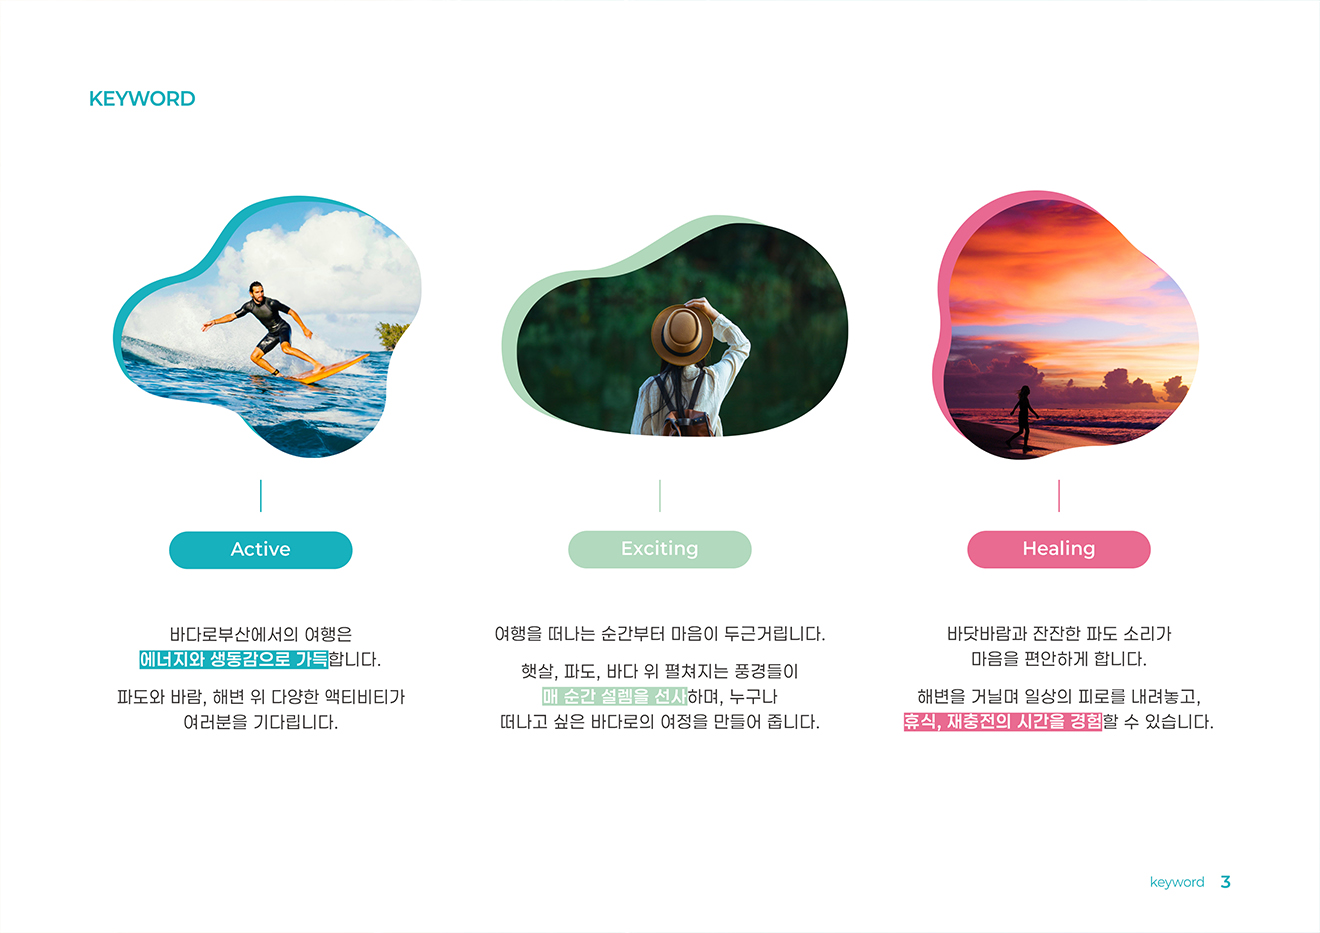 KEYWORD
Active
바다로부산에서의 여행은
에너지와 생동감으로 가득합니다.
파도와 바람, 해변 위 다양한 액티비티가
여러분을 기다립니다.
Exciting
여행을 떠나는 순간부터 마음이 두근거립니다.
햇살, 파도, 바다 위 펼쳐지는 풍경들이
매 순간 설렘을 선사하며, 누구나
떠나고 싶은 바다로의 여정을 만들어 줍니다.
Healing
바닷바람과 잔잔한 파도 소리가
마음을 편안하게 합니다.
해변을 거닐며 일상의 피로를 내려놓고,
휴식, 재충전의 시간을 경험할 수 있습니다.
keyword 3